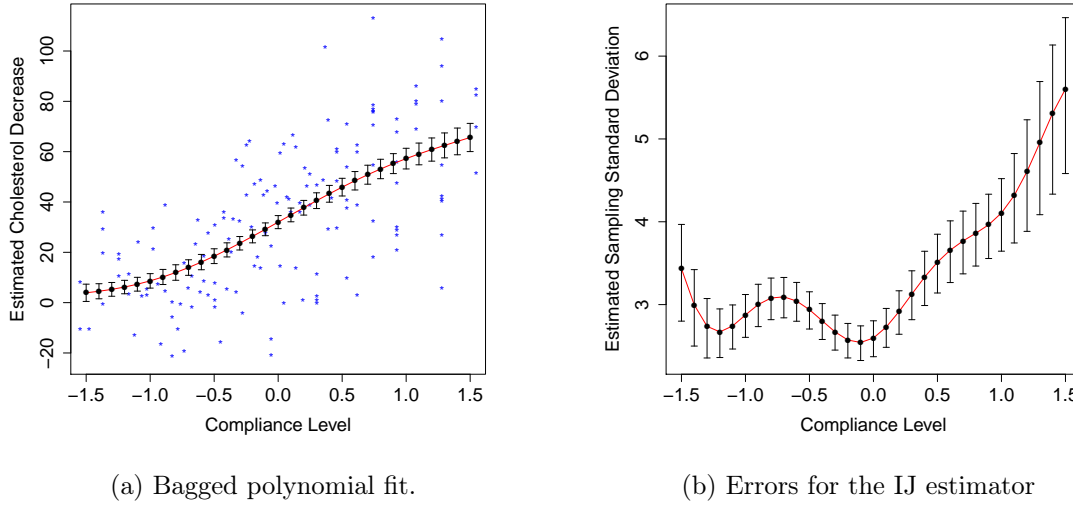 Estimated Cholesterol Decrease
100
80
60
40
20
0
−20
−1.5 −1.0 −0.5 0.0 0.5 1.0 1.5
Compliance Level
(a) Bagged polynomial fit.
Estimated Sampling Standard Deviation
6
5
4
3
−1.5 −1.0 −0.5 0.0 0.5 1.0 1.5
Compliance Level
(b) Errors for the IJ estimator